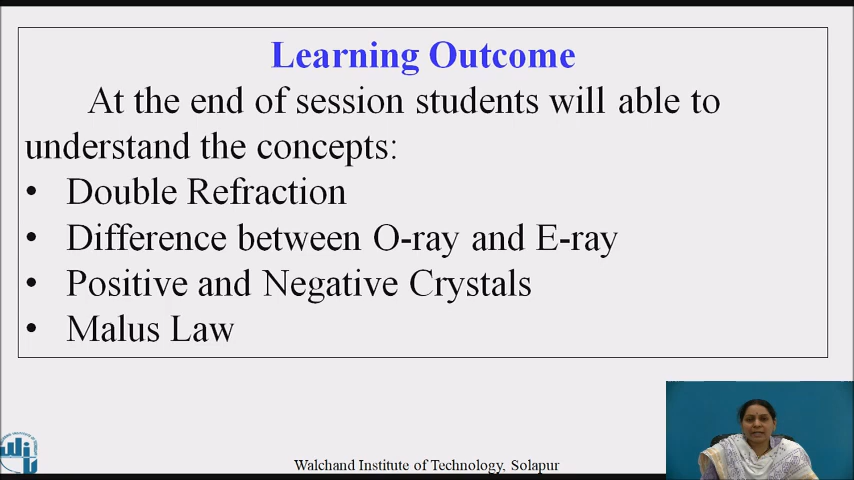 Learning Outcome
At the end of session students will able to
understand the concepts:
• Double Refraction
• Difference between O-ray and E-ray
• Positive and Negative Crystals
• Malus Law
Walchand Institute of Technology, Solapur